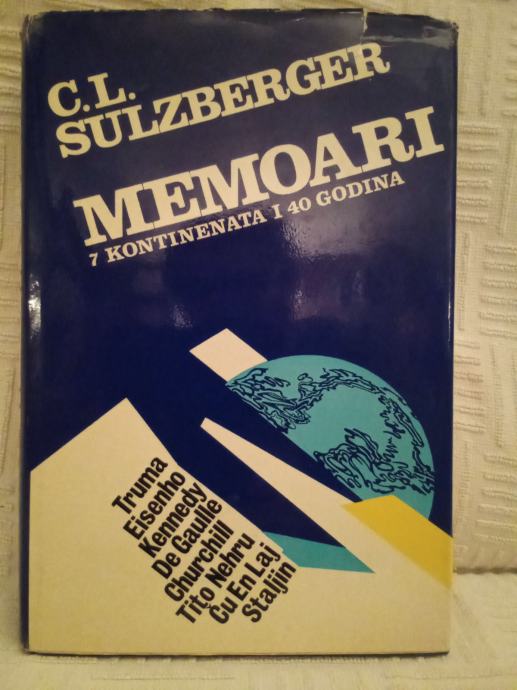 C.L.
SULZBERGER
MEMOARI
7 KONTINENATA I 40 GODINA
Truma
Eisenho
Kennedy
De Gaulle
Churchill
Tito Nehru
Ču En Laj
Staljin